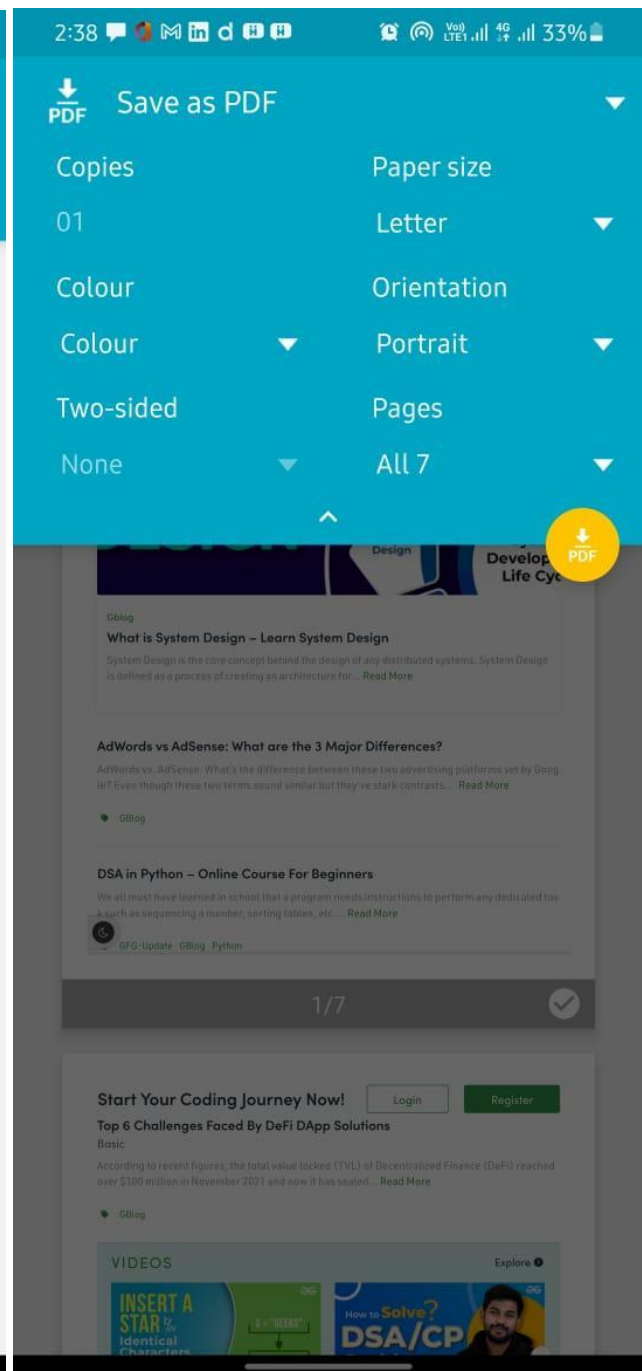 2:38
VoD LTE1 4G 33%
PDF Save as PDF
Copies
Paper size
01
Letter
Colour
Orientation
Colour
Portrait
Two-sided
Pages
None
All 7
PDF
Design
Develop
Life Cyc
Gblog
What is System Design – Learn System Design
System Design is the core concept behind the design of any distributed systems. System Design
is defined as a process of creating an architecture for... Read More
AdWords vs AdSense: What are the 3 Major Differences?
AdWords vs. AdSense: What's the difference between these two advertising platforms set by Goog
le? Even though these two terms sound similar but they've stark contrasts.... Read More
GBlog
DSA in Python – Online Course For Beginners
We all must have learned in school that a program needs instructions to perform any dedicated tas
k such as sequencing a number, sorting tables, etc.... Read More
GFG-Update GBlog Python
1/7
Start Your Coding Journey Now!
Login
Register
Top 6 Challenges Faced By DeFi DApp Solutions
Basic
According to recent figures, the total value locked (TVL) of Decentralized Finance (DeFi) reached
over $100 million in November 2021 and now it has sealed... Read More
GBlog
VIDEOS
Explore
INSERT A
STAR b/w
Identical
Characters
S = "GEEKS"
How to Solve?
DSA/CP